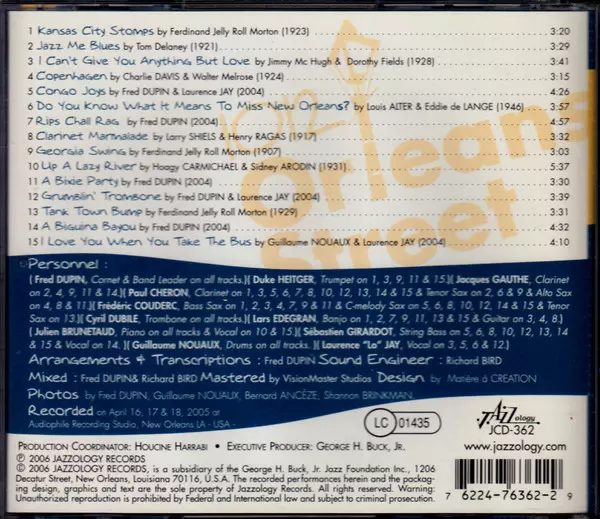 1 Kansas City Stomps by Ferdinand Jelly Roll Morton (1923) 3:20
2 Jazz Me Blues by Tom Delaney (1921) 3:29
3 I Can't Give You Anything But Love by Jimmy Mc Hugh & Dorothy Fields (1928) 4:41
4 Copenhagen by Charlie DAVIS & Walter Melrose (1924) 3:15
5 Congo Joys by Fred DUPIN & Laurence JAY (2004) 4:26
6 Do You Know What It Means To Miss New Orleans? by Louis ALTER & Eddie de LANGE (1946) 3:57
7 Rips Chall Rag by Fred DUPIN (2004) 4:57
8 Clarinet Marmalade by Larry SHIELS & Henry RAGAS (1917)
9 Georgia Swing by Ferdinand Jelly Roll Morton (1907)
10 Up A Lazy River by Hoagy CARMICHAEL & Sidney ARODIN (1931) 5:37
11 A Bixie Party by Fred DUPIN (2004)
12 Grumblin' Trombone by Fred DUPIN & Laurence JAY (2004)
13 Tank Town Bump by Ferdinand Jelly Roll Morton (1929)
14 A Bisguina Bayou by Fred DUPIN (2004)
15 I Love You When You Take The Bus by Guillaume NOUAUX & Laurence JAY (2004) 4:10
Orleans
Street
Personnel :
( Fred DUPIN, Cornet & Band Leader on all tracks.)( Duke HEITGER, Trumpet on 1, 3, 9, 11 & 15.)( Jacques GAUTHE, Clarinet
on 2, 4, 9, 11 & 14.)( Paul CHERON, Clarinet on 1, 3, 5, 6, 7, 8, 10, 12, 13, 14 & 15 & Tenor Sax on 2, 6 & 9 & Alto Sax
on 4, 8 & 11.)( Frédéric COUDERC, Bass Sax on 1, 2, 3, 4, 7, 9 & 11 & C-melody Sax on 5, 6, 8, 10, 12, 14 & 15 & Tenor
Sax on 13.)( Cyril DUBILE, Trombone on all tracks.)( Lars EDEGRAN, Banjo on 1, 2, 7, 9, 11, 13 & 15 & Guitar on 3, 4, 8.)
( Julien BRUNETAUD, Piano on all tracks & Vocal on 10 & 15.)( Sébastien GIRARDOT, String Bass on 5, 6, 8, 10, 12, 13, 14
& 15 & Vocal on 14. )( Guillaume NOUAUX, Drums on all tracks. )( Laurence "Lo" JAY, Vocal on 3, 5, 6, 11 & 12. )
Arrangements & Transcriptions : Fred DUPIN Sound Engineer : Richard BIRD
Mixed : Fred DUPIN& Richard BIRD Mastered by VisionMaster Studios Design by Matière à CREATION
Photos by Fred DUPIN, Guillaume NOUAUX, Bernard ANCÈZE, Shannon BRINKMAN.
Recorded on April 16, 17 & 18, 2005 at
Audiophile Recording Studio, New Orleans LA - USA -
LC 01435
JAZZology
JCD-362
PRODUCTION COORDINATOR: HOUCINE HARRABI • EXECUTIVE PRODUCER: GEORGE H. BUCK, JR.
℗ 2006 JAZZOLOGY RECORDS
© 2006 JAZZOLOGY RECORDS, is a subsidiary of the George H. Buck, Jr. Jazz Foundation Inc., 1206
Decatur Street, New Orleans, Louisiana 70116, U.S.A. The recorded performances herein and the packag-
ing design, graphics and text are the sole property of Jazzology Records. All rights reserved. Warning:
Unauthorized reproduction is prohibited by Federal and International law and subject to criminal prosecution.
7 62247-76362-2 9